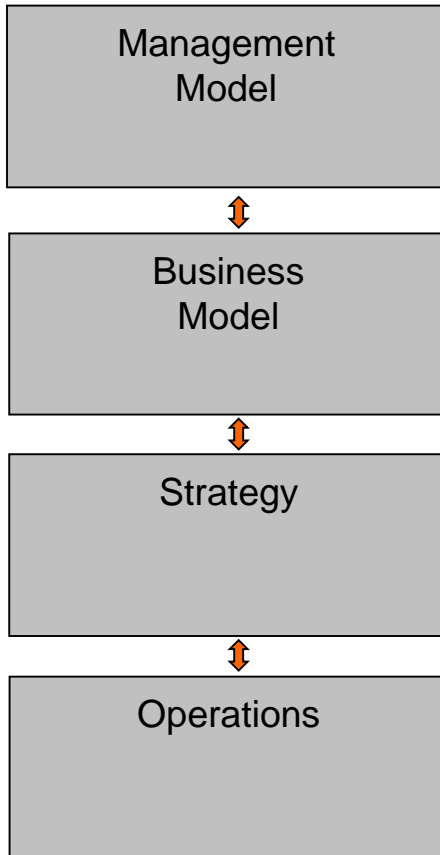 Management
Model
Business
Model
Strategy
Operations